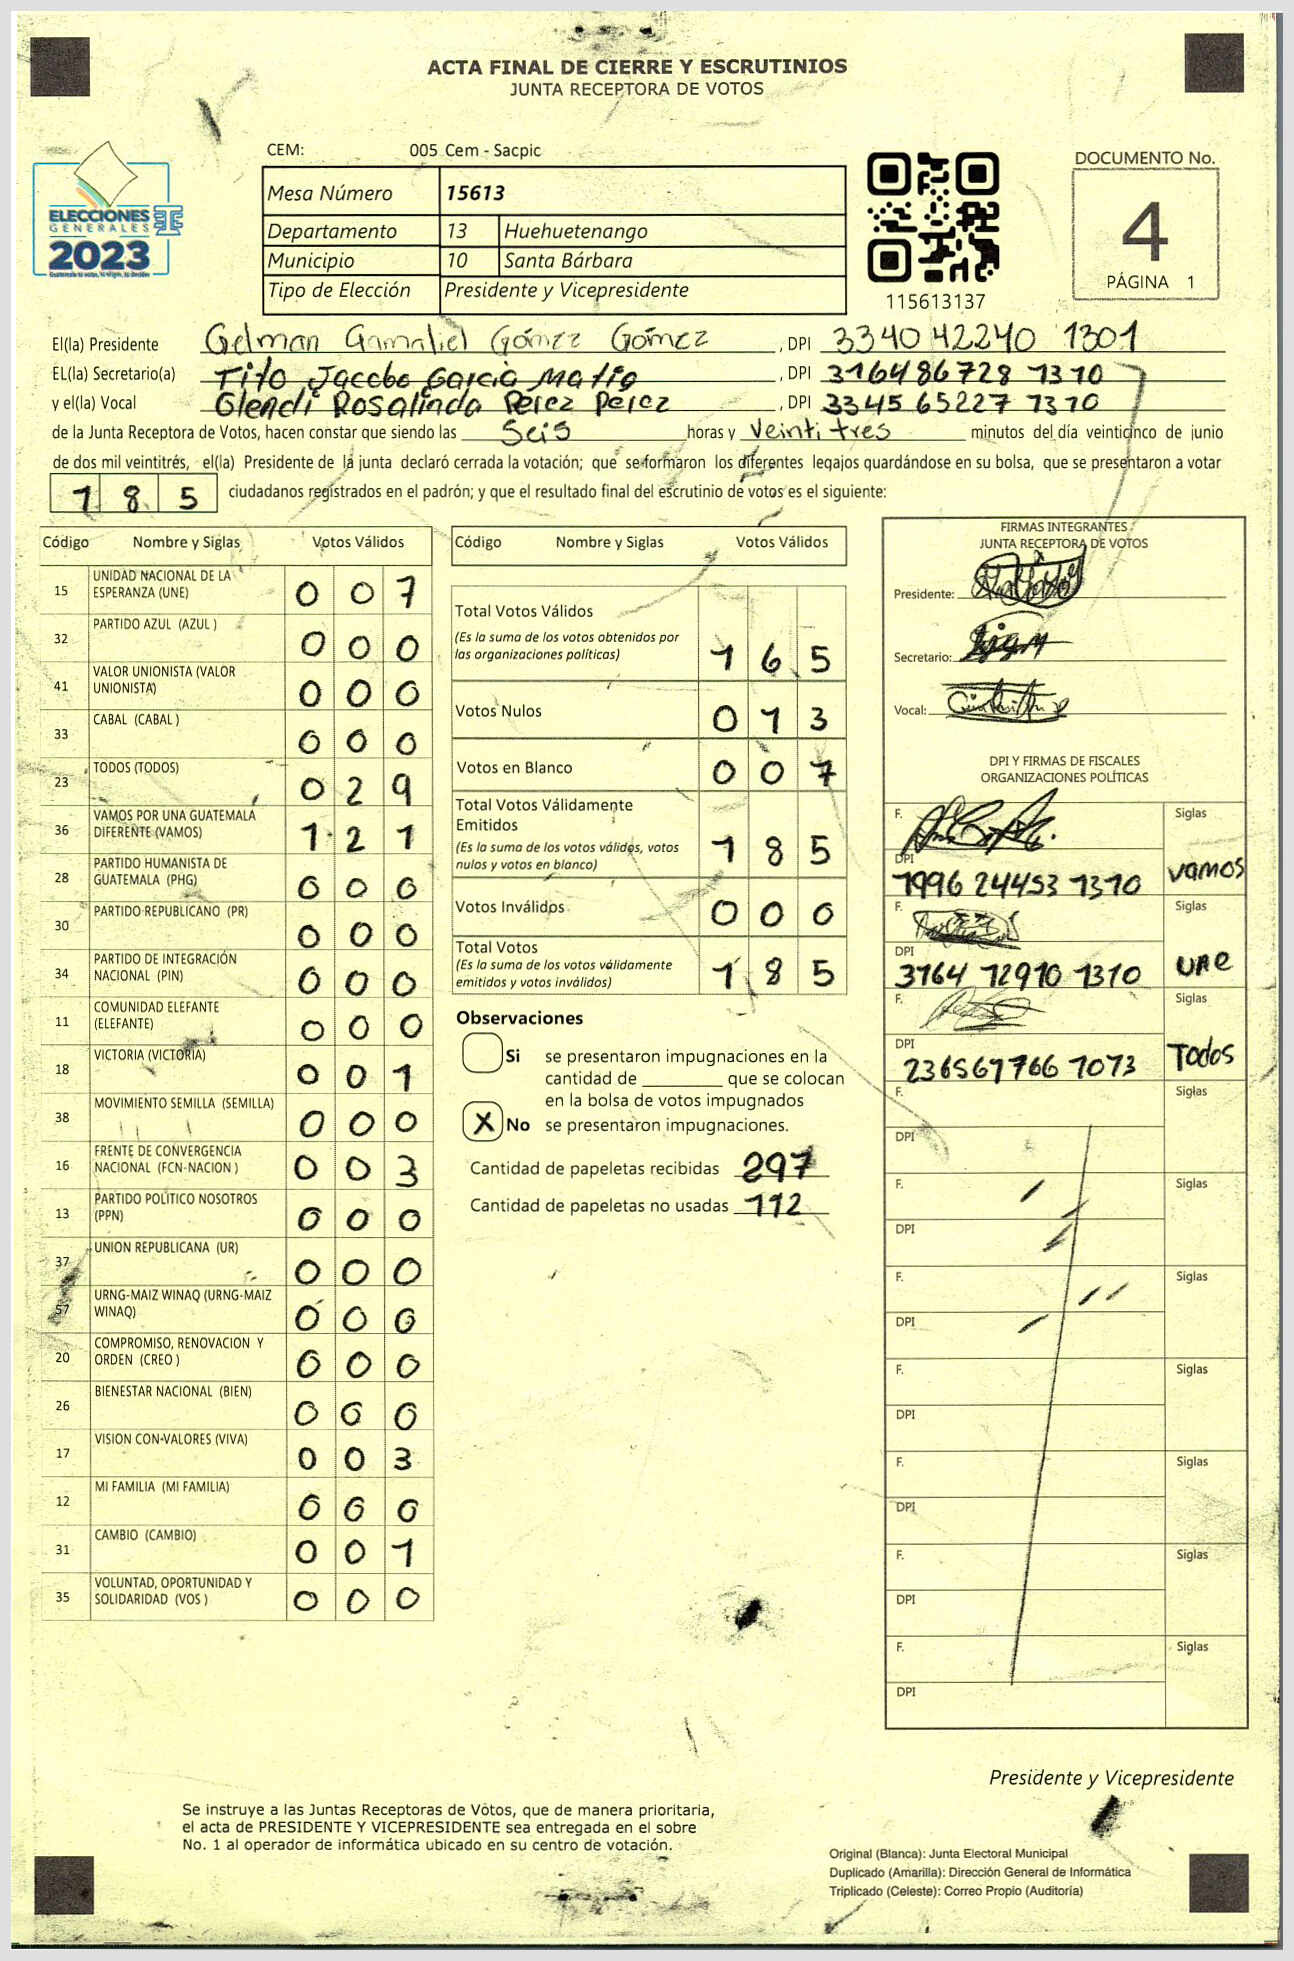 ACTA FINAL DE CIERRE Y ESCRUTINIOS
JUNTA RECEPTORA DE VOTOS
CEM: 005 Cem - Sacpic
Mesa Número 15613
Departamento 13 Huehuetenango
Municipio 10 Santa Bárbara
Tipo de Elección Presidente y Vicepresidente
ELECCIONES
GENERALES
2023
115613137
DOCUMENTO No.
4
PÁGINA 1
El(la) Presidente Gelman Gamaliel Gómez Gómez, DPI 3340 42240 1301
EL(la) Secretario(a) Tito Jacobo Garcia Matio, DPI 3164 86728 1310
y el(la) Vocal Glendi Rosalinda Pérez Pérez, DPI 3345 65227 1310
de la Junta Receptora de Votos, hacen constar que siendo las Seis horas y veinti tres minutos del día veinticinco de junio
de dos mil veintitrés, el(la) Presidente de la junta declaró cerrada la votación; que se formaron los diferentes legajos guardándose en su bolsa, que se presentaron a votar
1 8 5 ciudadanos registrados en el padrón; y que el resultado final del escrutinio de votos es el siguiente:
Código Nombre y Siglas Votos Válidos
15 UNIDAD NACIONAL DE LA ESPERANZA (UNE) 0 0 7
32 PARTIDO AZUL (AZUL ) 0 0 0
41 VALOR UNIONISTA (VALOR UNIONISTA) 0 0 0
33 CABAL (CABAL ) 0 0 0
23 TODOS (TODOS) 0 2 9
36 VAMOS POR UNA GUATEMALA DIFERENTE (VAMOS) 1 2 1
28 PARTIDO HUMANISTA DE GUATEMALA (PHG) 0 0 0
30 PARTIDO REPUBLICANO (PR) 0 0 0
34 PARTIDO DE INTEGRACIÓN NACIONAL (PIN) 0 0 0
11 COMUNIDAD ELEFANTE (ELEFANTE) 0 0 0
18 VICTORIA (VICTORIA) 0 0 1
38 MOVIMIENTO SEMILLA (SEMILLA) 0 0 0
16 FRENTE DE CONVERGENCIA NACIONAL (FCN-NACION ) 0 0 3
13 PARTIDO POLITICO NOSOTROS (PPN) 0 0 0
37 UNION REPUBLICANA (UR) 0 0 0
57 URNG-MAIZ WINAQ (URNG-MAIZ WINAQ) 0 0 0
20 COMPROMISO, RENOVACION Y ORDEN (CREO ) 0 0 0
26 BIENESTAR NACIONAL (BIEN) 0 0 0
17 VISION CON VALORES (VIVA) 0 0 3
12 MI FAMILIA (MI FAMILIA) 0 0 0
31 CAMBIO (CAMBIO) 0 0 1
35 VOLUNTAD, OPORTUNIDAD Y SOLIDARIDAD (VOS ) 0 0 0
Código Nombre y Siglas Votos Válidos
Total Votos Válidos
(Es la suma de los votos obtenidos por
las organizaciones políticas) 1 6 5
Votos Nulos 0 1 3
Votos en Blanco 0 0 7
Total Votos Válidamente
Emitidos
(Es la suma de los votos válidos, votos
nulos y votos en blanco) 1 8 5
Votos Inválidos 0 0 0
Total Votos
(Es la suma de los votos válidamente
emitidos y votos inválidos) 1 8 5
Observaciones
Si se presentaron impugnaciones en la
cantidad de ________ que se colocan
en la bolsa de votos impugnados
X No se presentaron impugnaciones.
Cantidad de papeletas recibidas 297
Cantidad de papeletas no usadas 112
FIRMAS INTEGRANTES
JUNTA RECEPTORA DE VOTOS
Presidente:
Secretario:
Vocal:
DPI Y FIRMAS DE FISCALES
ORGANIZACIONES POLÍTICAS
F. Siglas
DPI
1996 24453 1310 vamos
F. Siglas
DPI
3164 12910 1310 une
F. Siglas
DPI
2365 67766 1013 Todos
F. Siglas
DPI
F. Siglas
DPI
F. Siglas
DPI
F. Siglas
DPI
F. Siglas
DPI
F. Siglas
DPI
F. Siglas
DPI
Presidente y Vicepresidente
Se instruye a las Juntas Receptoras de Votos, que de manera prioritaria,
el acta de PRESIDENTE Y VICEPRESIDENTE sea entregada en el sobre
No. 1 al operador de informática ubicado en su centro de votación.
Original (Blanca): Junta Electoral Municipal
Duplicado (Amarilla): Dirección General de Informática
Triplicado (Celeste): Correo Propio (Auditoría)